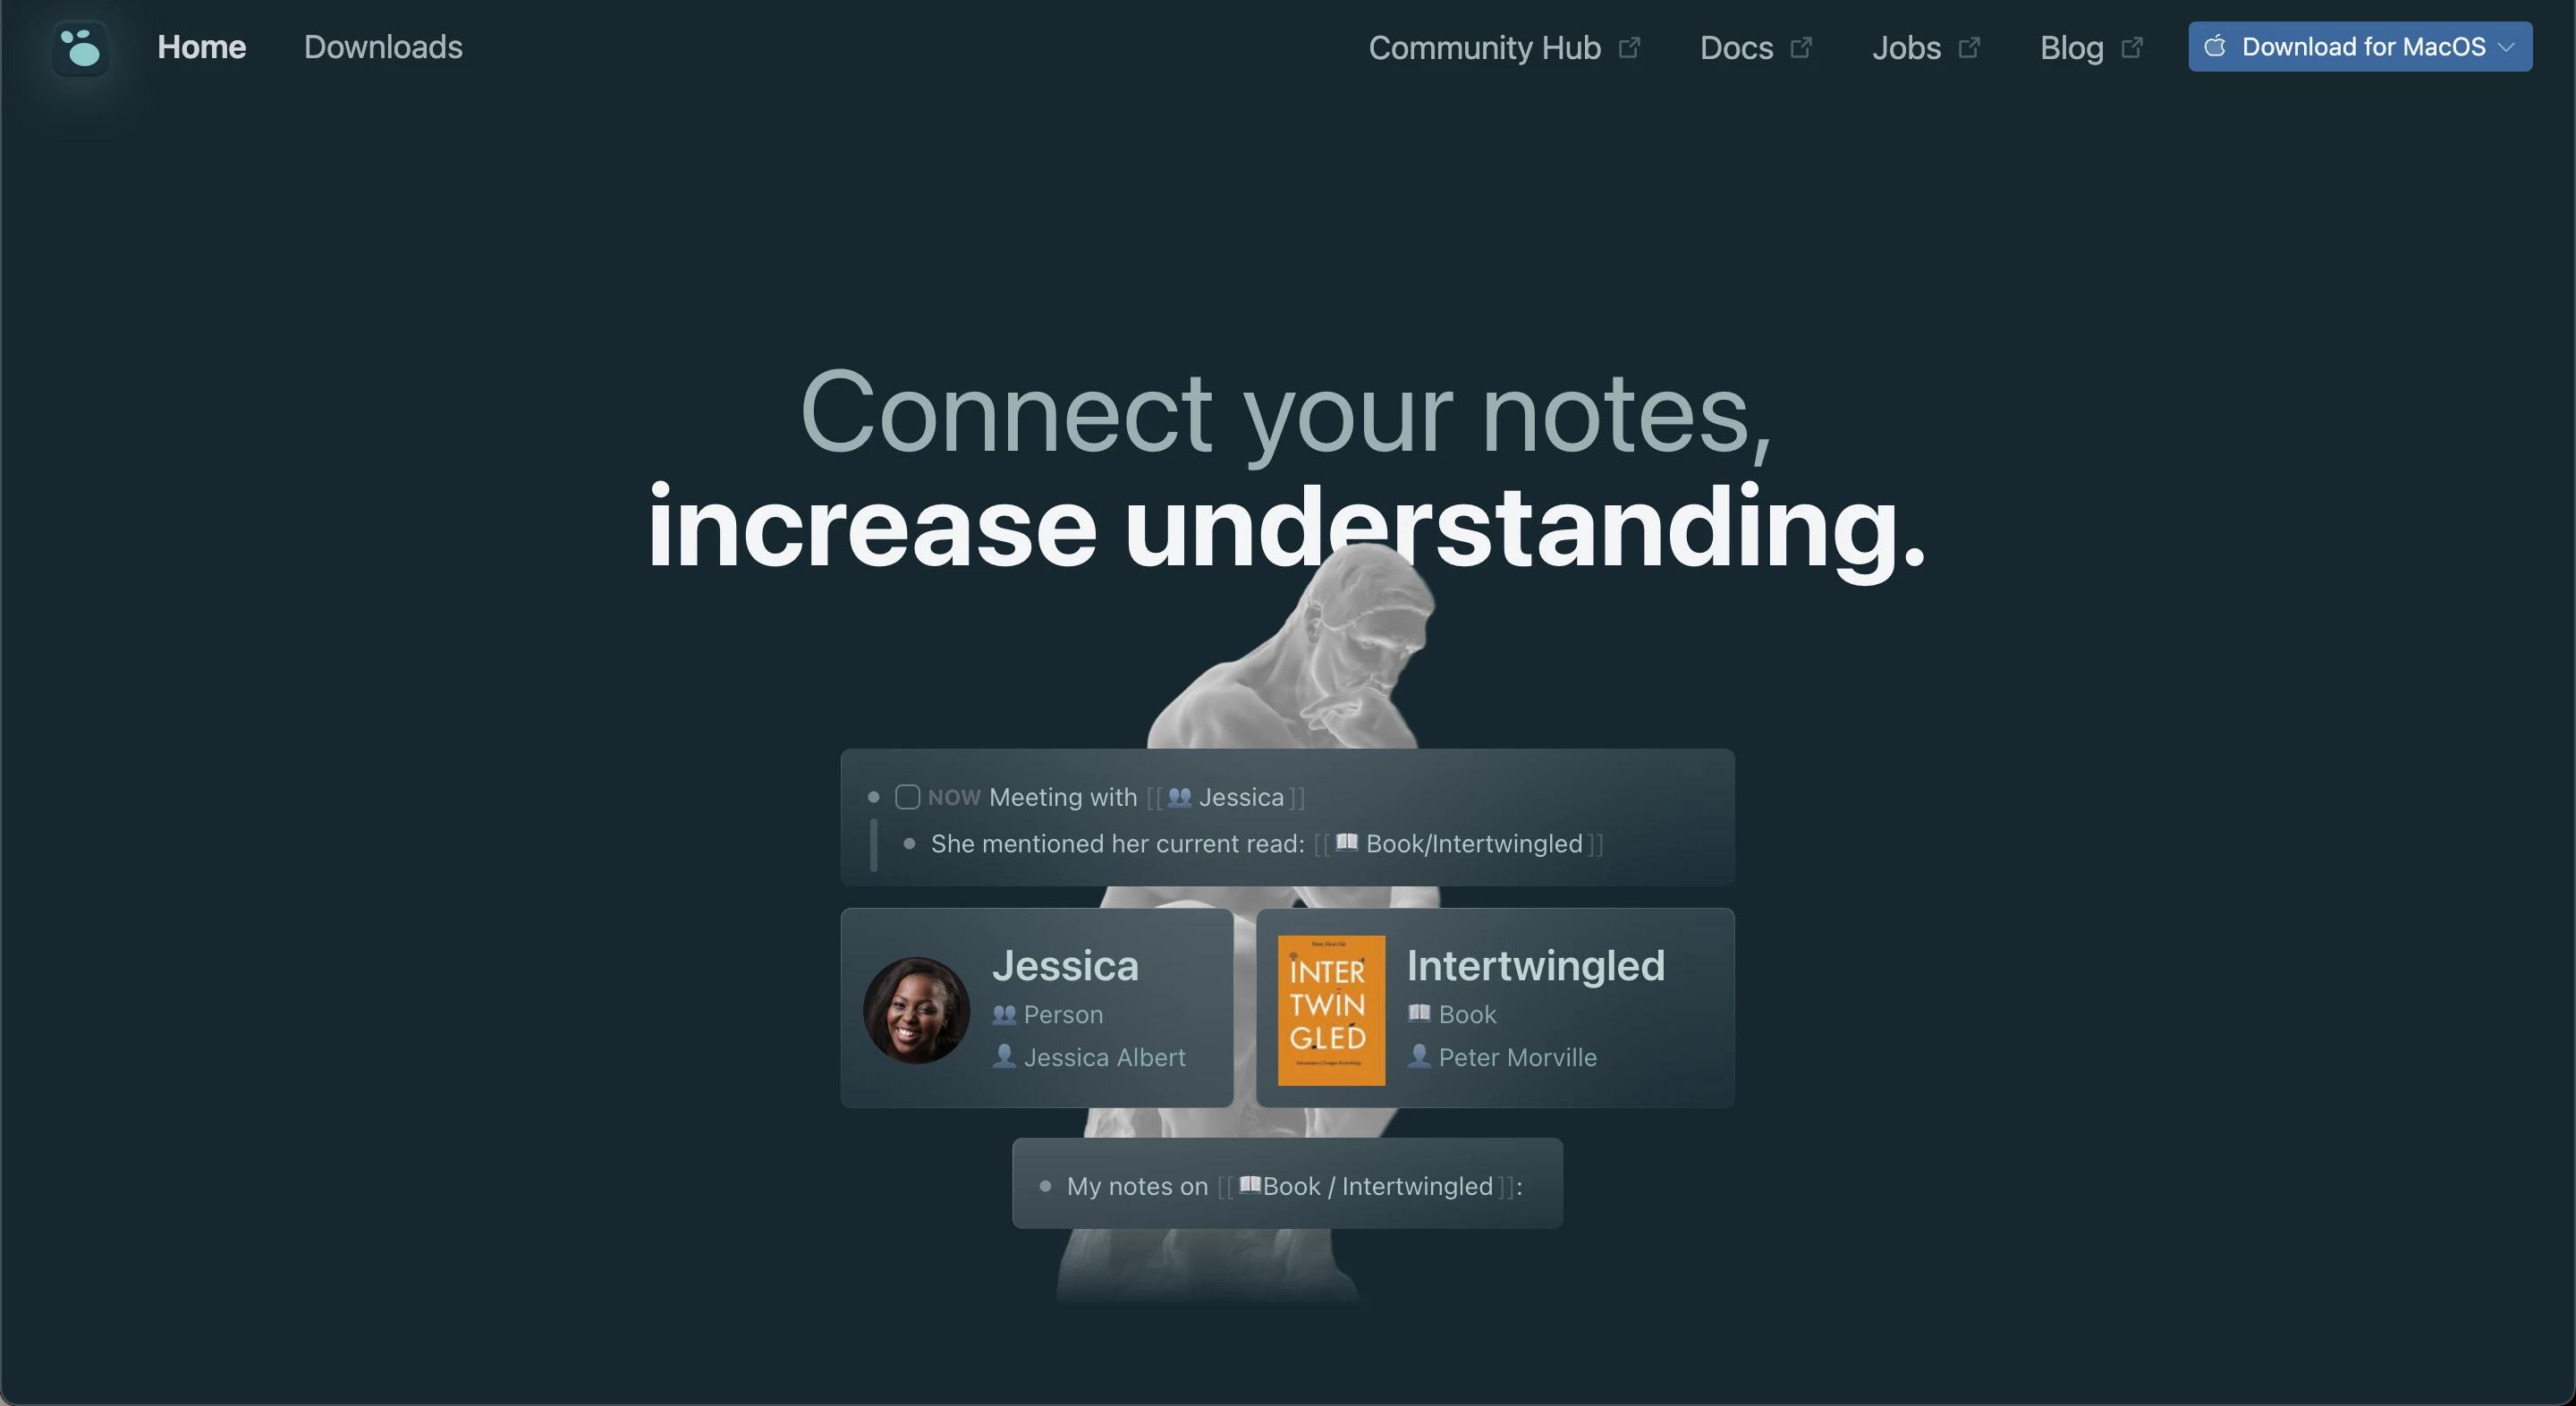 Home Downloads Community Hub Docs Jobs Blog Download for MacOS
Connect your notes,
increase understanding.
NOW Meeting with [[👥 Jessica]]
She mentioned her current read: [[📖 Book/Intertwingled]]
Jessica
👥 Person
👤 Jessica Albert
INTER
TWIN
GLED
Intertwingled
📖 Book
👤 Peter Morville
My notes on [[📖Book / Intertwingled]]: